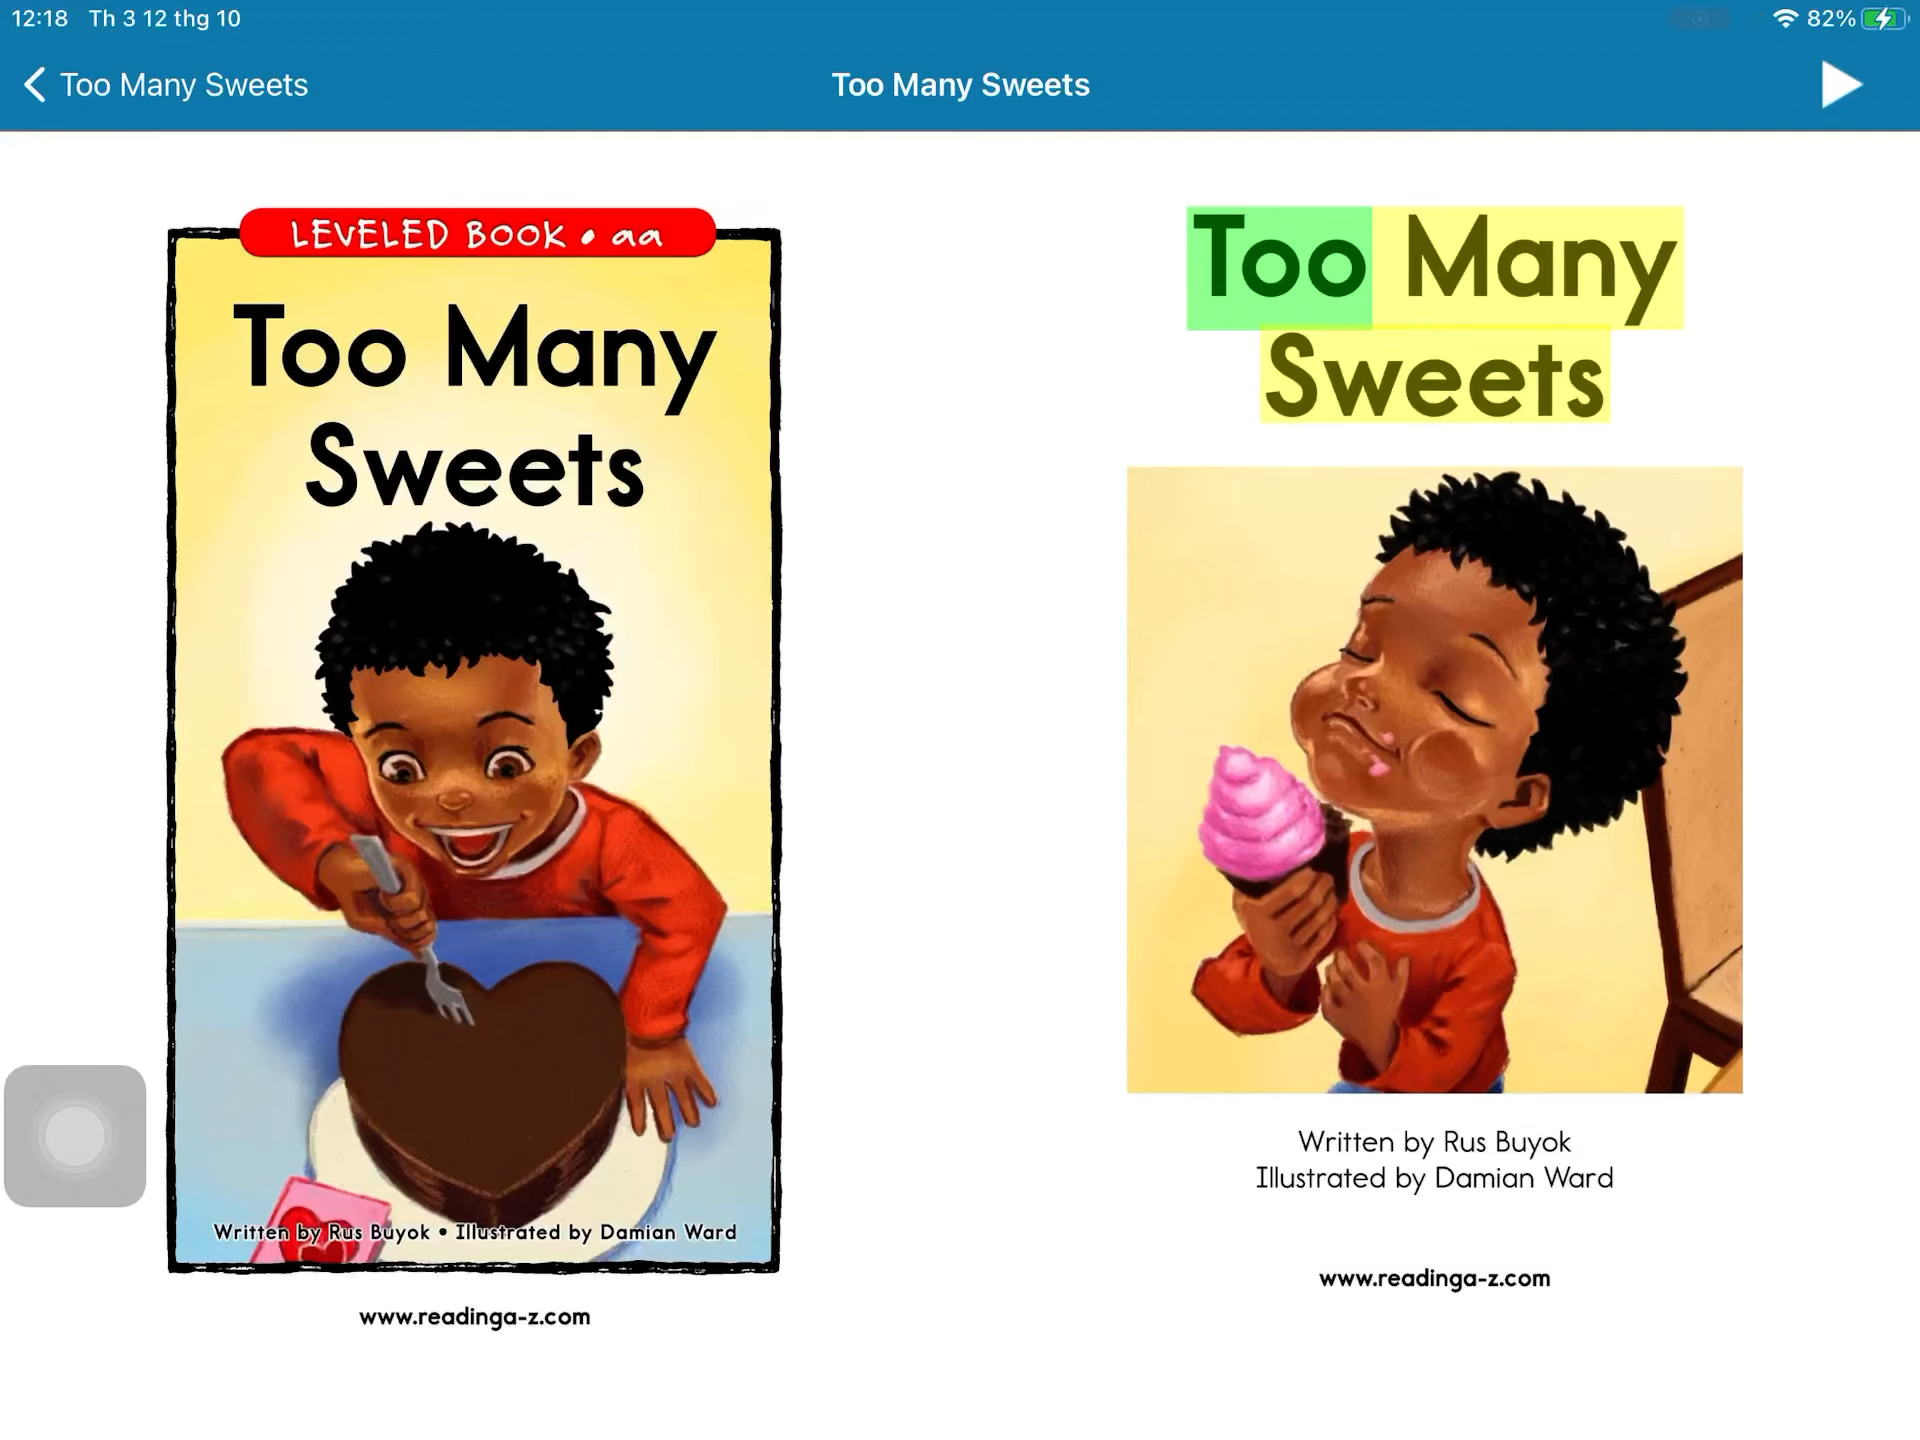 12:18 Th 3 12 thg 10
82%
Too Many Sweets
Too Many Sweets
LEVELED BOOK • aa
Too Many
Sweets
Written by Rus Buyok • Illustrated by Damian Ward
www.readinga-z.com
Too Many
Sweets
Written by Rus Buyok
Illustrated by Damian Ward
www.readinga-z.com